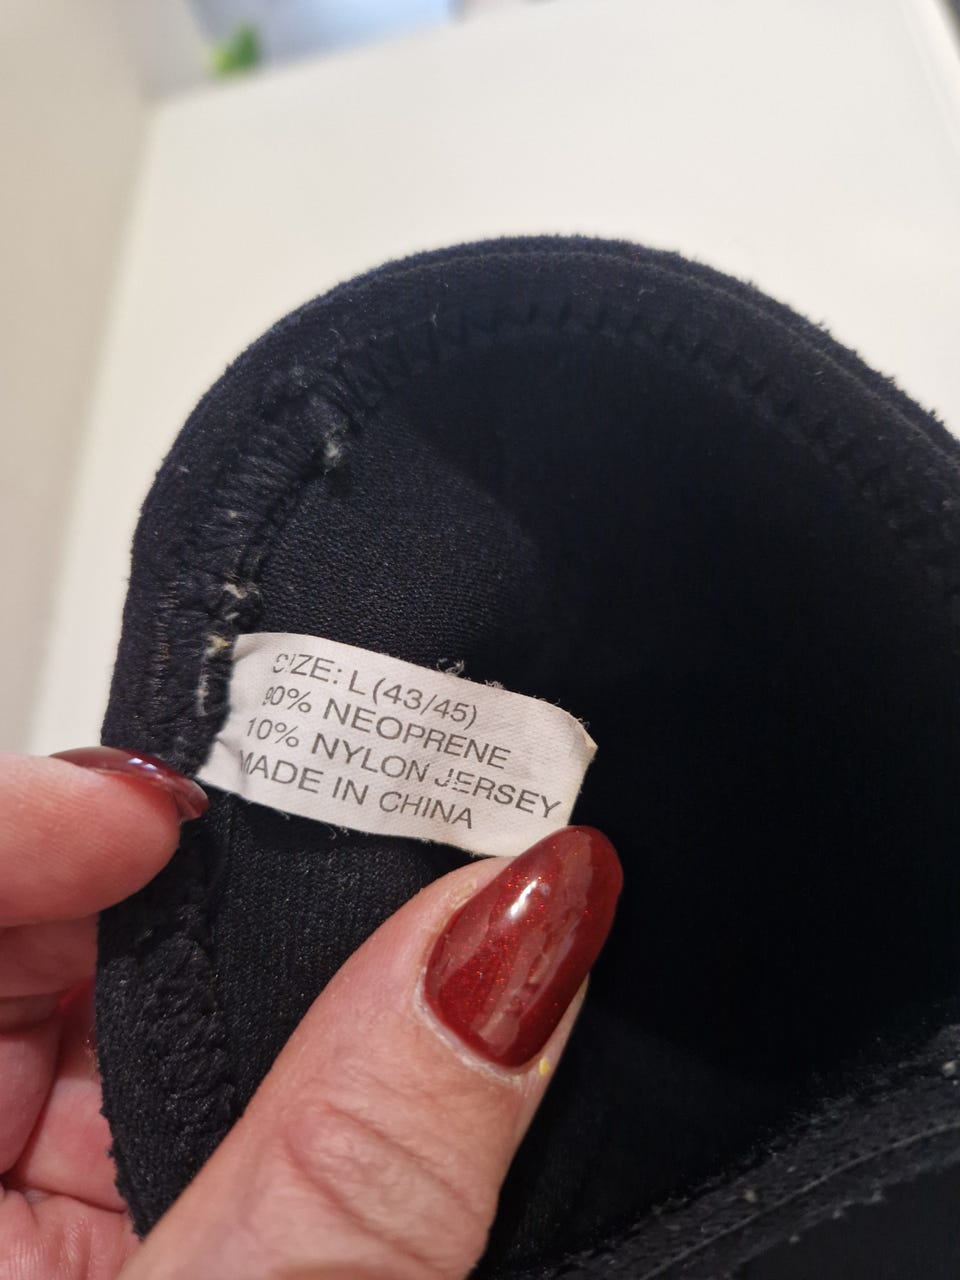 SIZE: L (43/45)
90% NEOPRENE
10% NYLON JERSEY
MADE IN CHINA